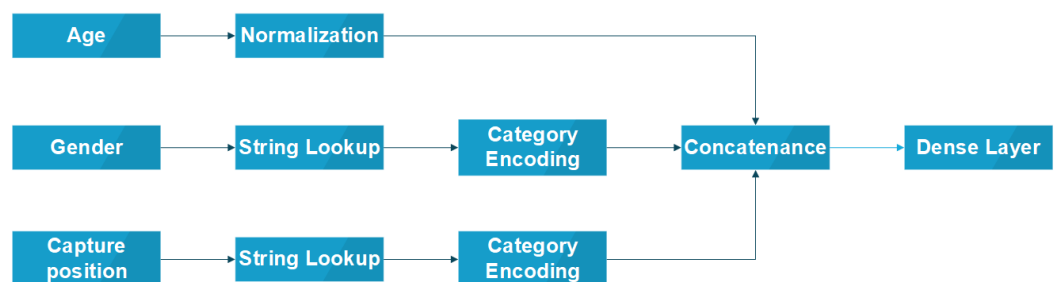 Age
Normalization
Gender
String Lookup
Category
Encoding
Concatenance
Dense Layer
Capture
position
String Lookup
Category
Encoding